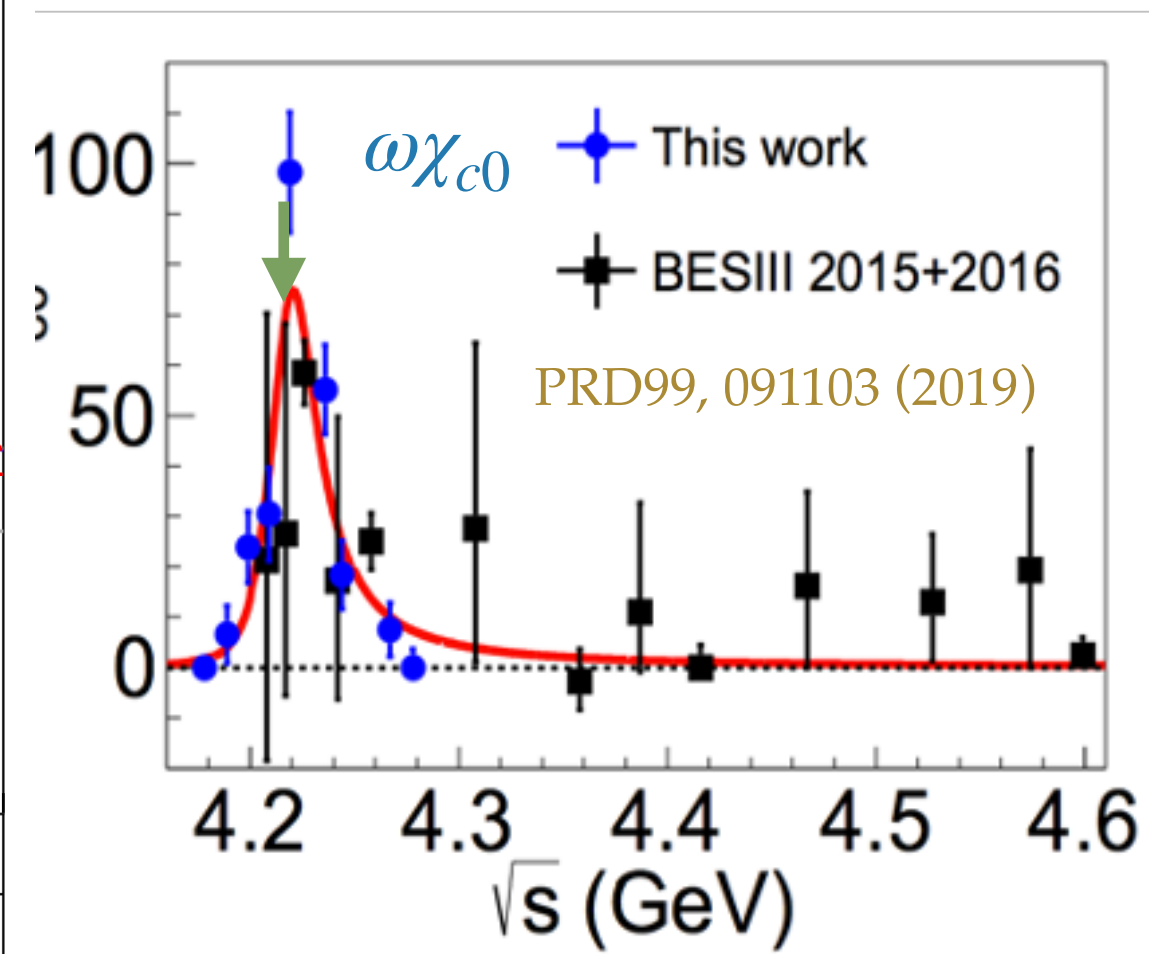 ωχc0
This work
BESIII 2015+2016
PRD99, 091103 (2019)
100
50
0
4.2 4.3 4.4 4.5 4.6
√s (GeV)